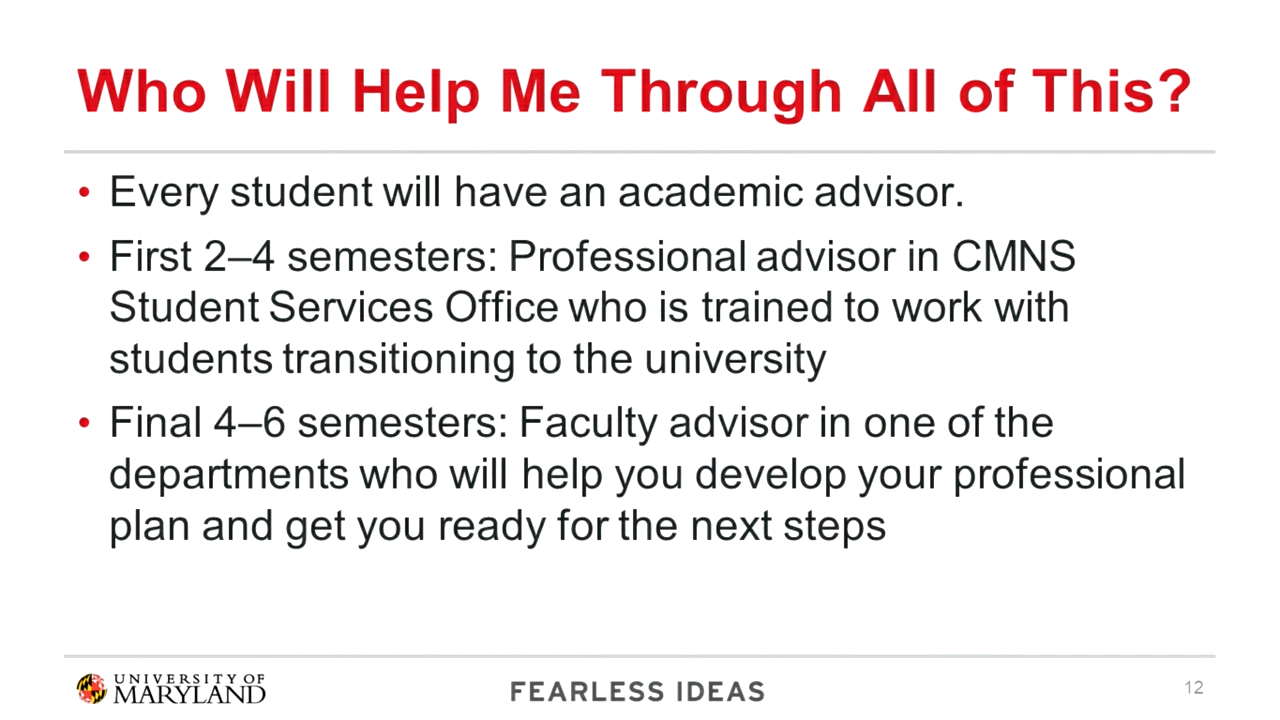 Who Will Help Me Through All of This?
• Every student will have an academic advisor.
• First 2–4 semesters: Professional advisor in CMNS
Student Services Office who is trained to work with
students transitioning to the university
• Final 4–6 semesters: Faculty advisor in one of the
departments who will help you develop your professional
plan and get you ready for the next steps
UNIVERSITY OF
MARYLAND
FEARLESS IDEAS
12